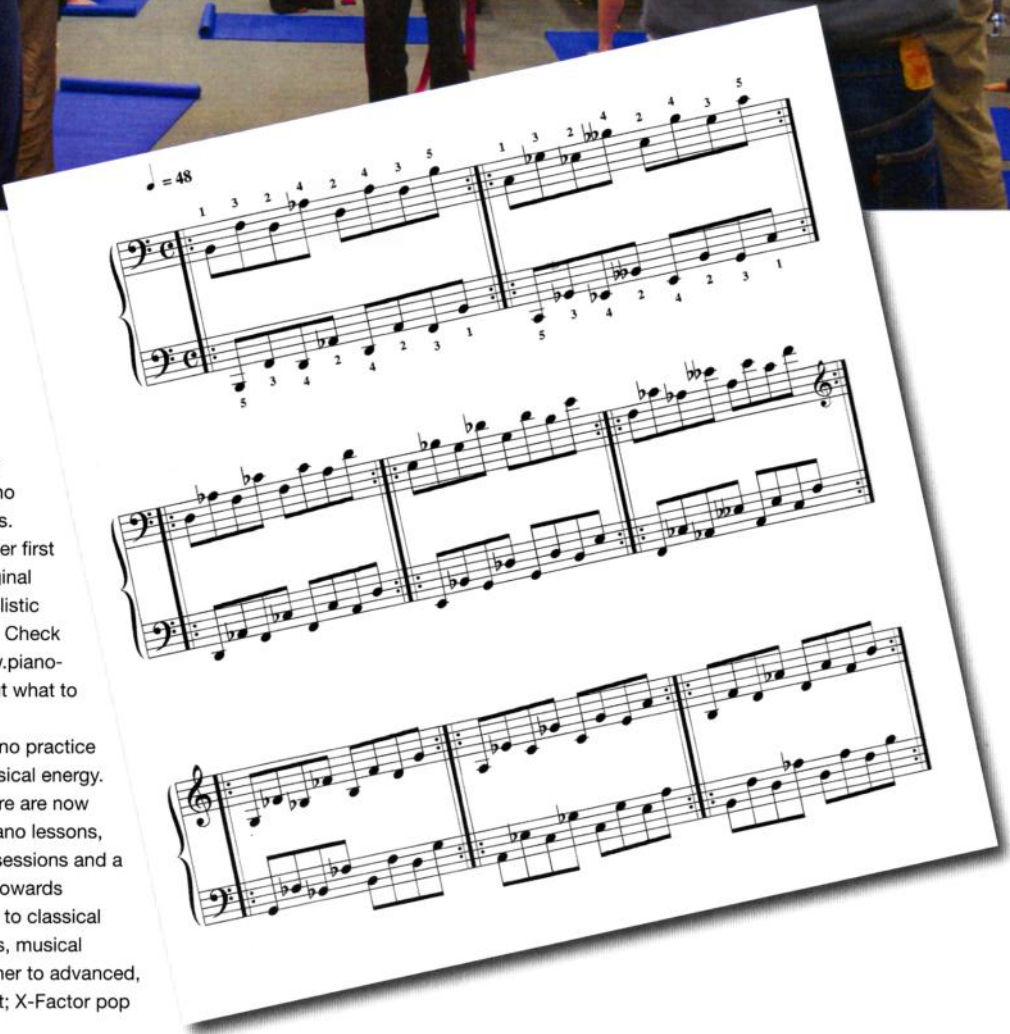 ♩ = 48
1 3 2 4 2 4 3 5 1 3 2 4 2 4 3 5
5 3 4 2 4 2 3 1 5 3 4 2 4 2 3 1
no
s.
er first
ginal
listic
Check
w.piano-
t what to
no practice
sical energy.
re are now
ano lessons,
sessions and a
owards
to classical
s, musical
ner to advanced,
t; X-Factor pop